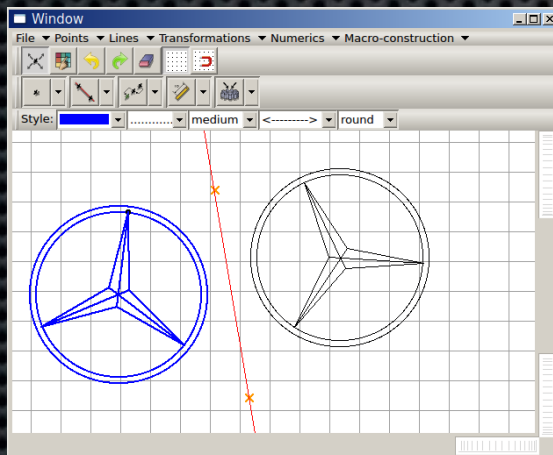 Window
File Points Lines Transformations Numerics Macro-construction
Style: ............ medium <---------> round